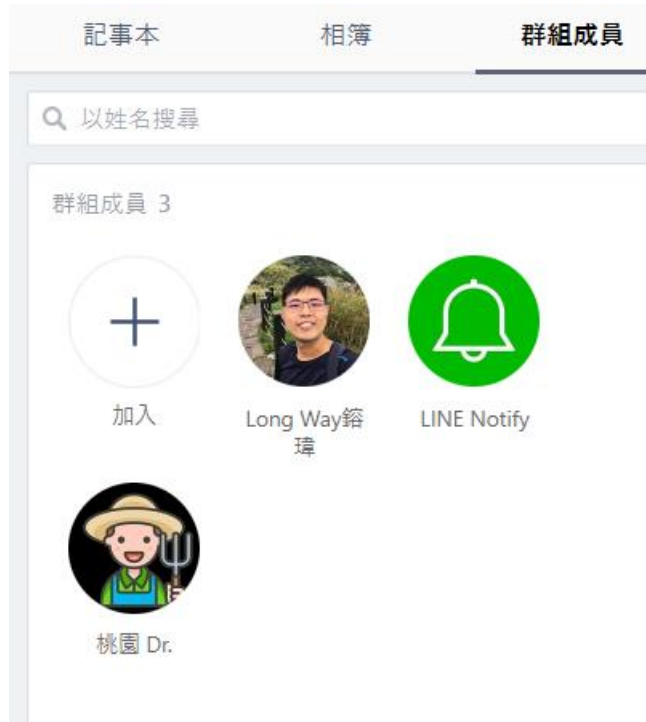 記事本
相簿
群組成員
以姓名搜尋
群組成員 3
加入
Long Way鎔
瑋
LINE Notify
桃園 Dr.